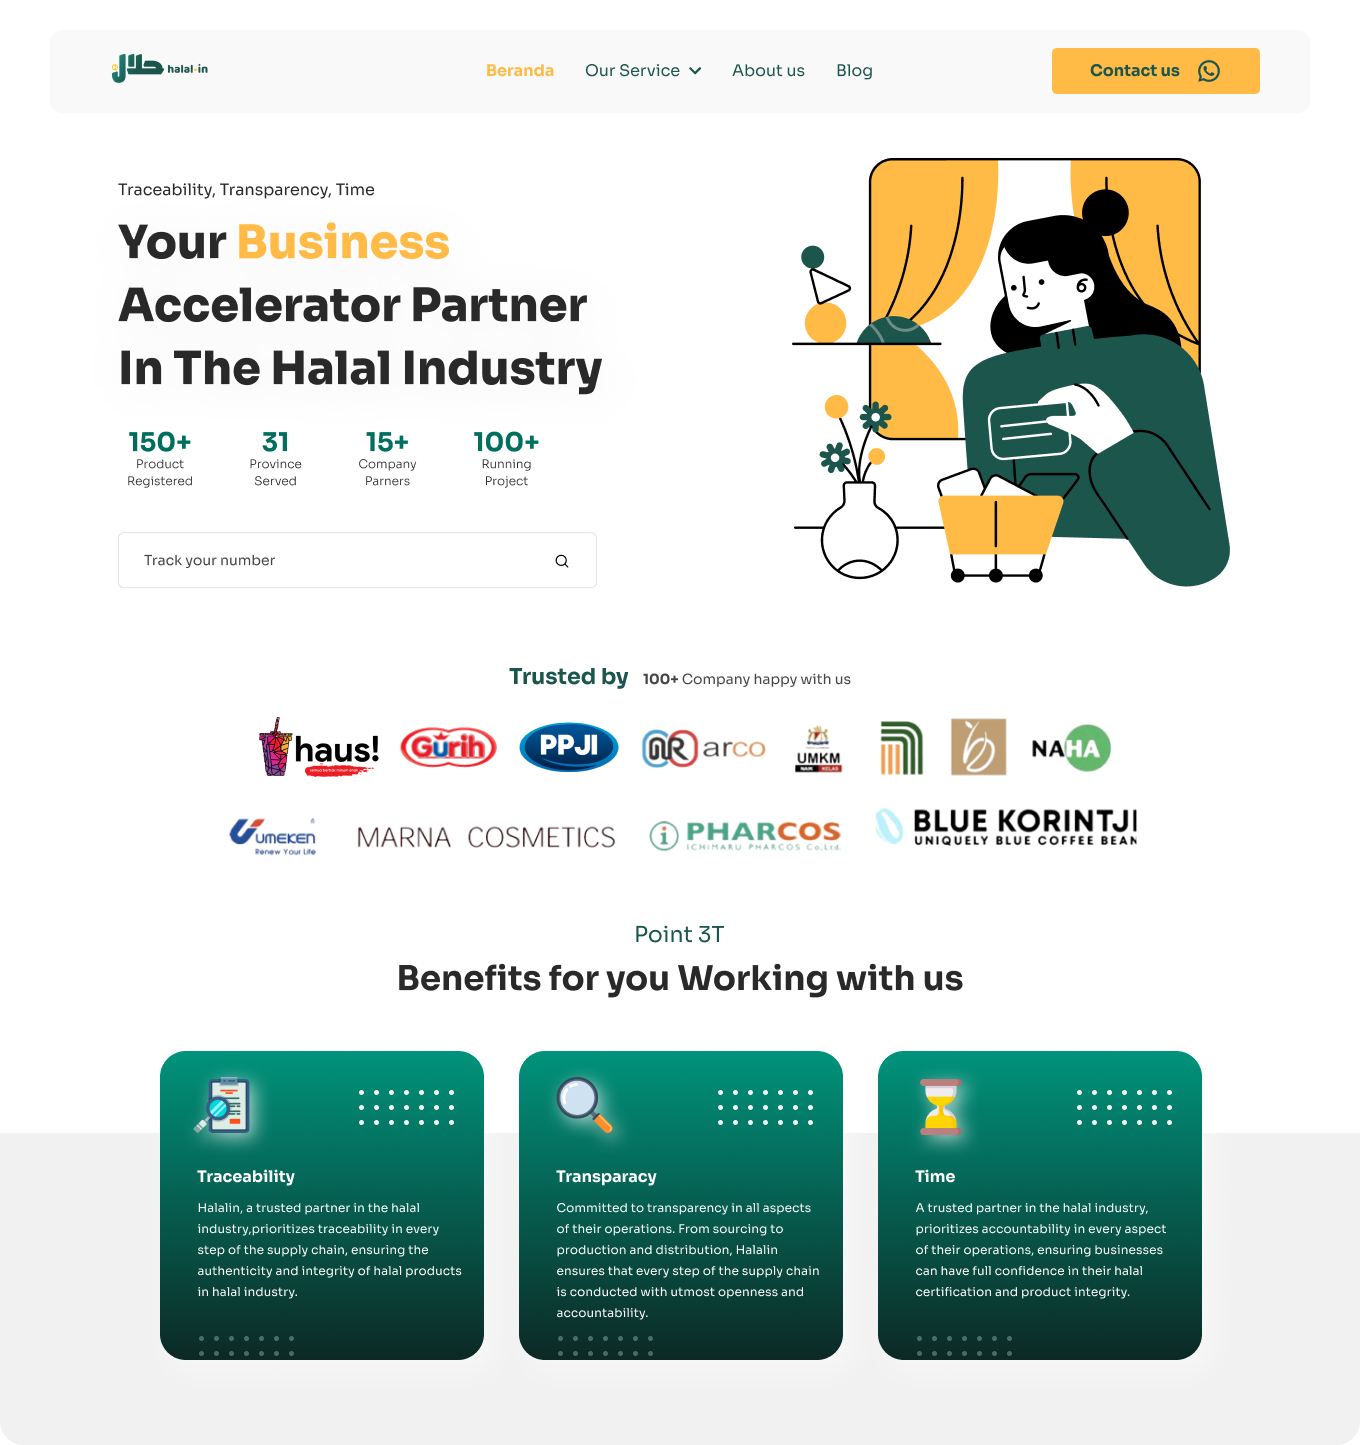 حلال halal-in
Beranda
Our Service
About us
Blog
Contact us
Traceability, Transparency, Time
Your Business
Accelerator Partner
In The Halal Industry
150+
Product
Registered
31
Province
Served
15+
Company
Parners
100+
Running
Project
Track your number
Trusted by 100+ Company happy with us
haus!
Gurih
PPJI
arco
UMKM
NAIK KELAS
NAHA
UMEKEN
Renew Your Life
MARNA COSMETICS
PHARCOS
ICHIMARU PHARCOS Co.,Ltd.
BLUE KORINTJI
UNIQUELY BLUE COFFEE BEAN
Point 3T
Benefits for you Working with us
Traceability
Halalin, a trusted partner in the halal
industry,prioritizes traceability in every
step of the supply chain, ensuring the
authenticity and integrity of halal products
in halal industry.
Transparacy
Committed to transparency in all aspects
of their operations. From sourcing to
production and distribution, Halalin
ensures that every step of the supply chain
is conducted with utmost openness and
accountability.
Time
A trusted partner in the halal industry,
prioritizes accountability in every aspect
of their operations, ensuring businesses
can have full confidence in their halal
certification and product integrity.